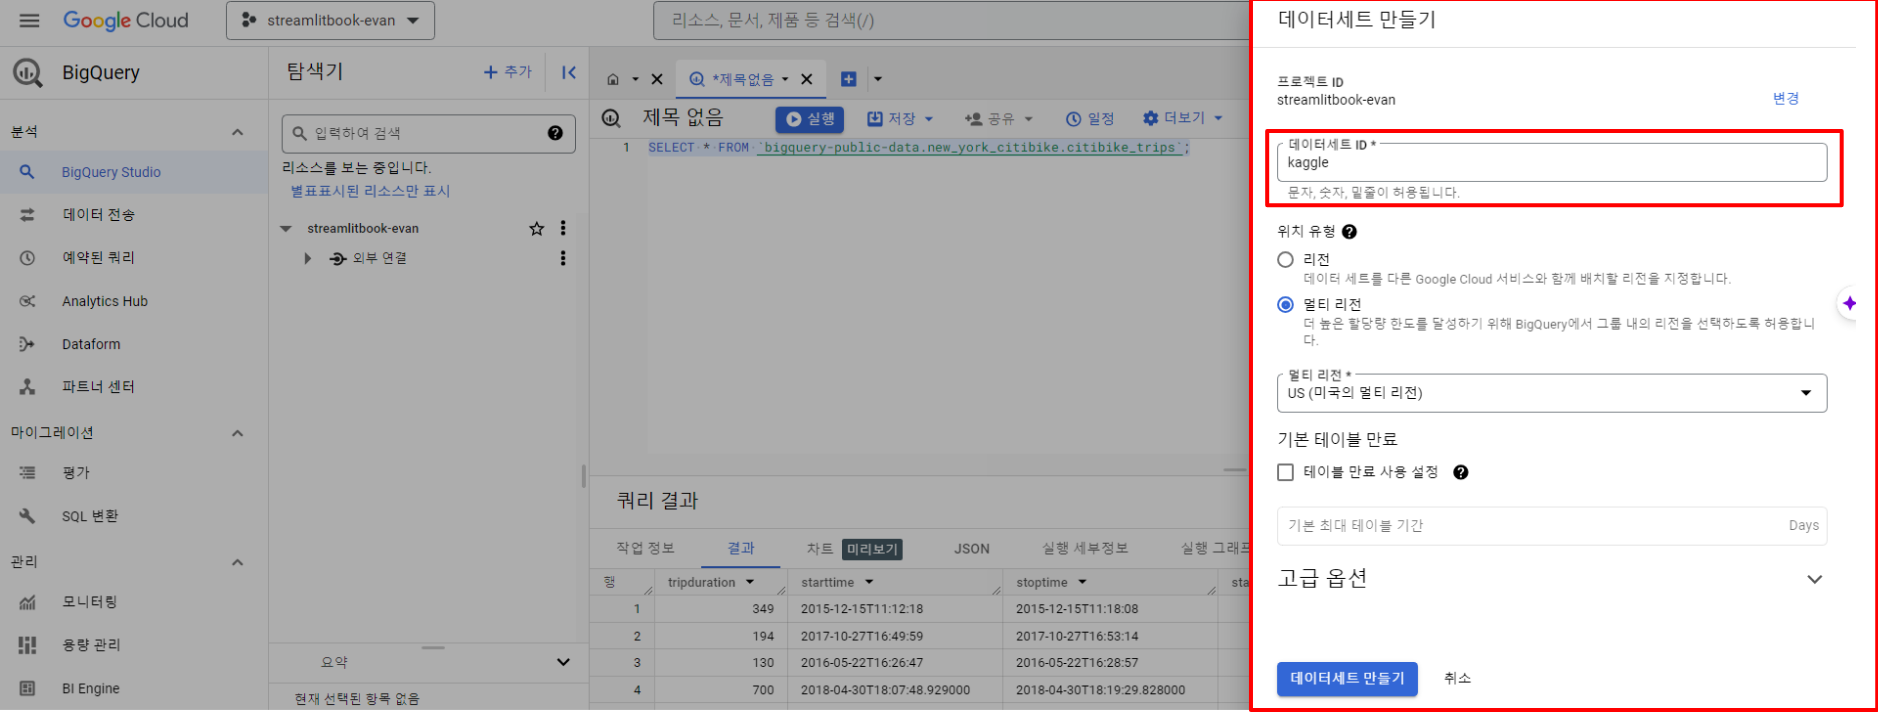 Google Cloud
streamlitbook-evan
리소스, 문서, 제품 등 검색(/)
BigQuery
분석
BigQuery Studio
데이터 전송
예약된 쿼리
Analytics Hub
Dataform
파트너 센터
마이그레이션
평가
SQL 변환
관리
모니터링
용량 관리
BI Engine
탐색기
추가
입력하여 검색
리소스를 보는 중입니다.
별표표시된 리소스만 표시
streamlitbook-evan
외부 연결
요약
현재 선택된 항목 없음
*제목없음
제목 없음
실행
저장
공유
일정
더보기
1 SELECT * FROM `bigquery-public-data.new_york_citibike.citibike_trips`;
쿼리 결과
작업 정보 결과 차트 미리보기 JSON 실행 세부정보 실행 그래프
행 tripduration starttime stoptime sta
1 349 2015-12-15T11:12:18 2015-12-15T11:18:08
2 194 2017-10-27T16:49:59 2017-10-27T16:53:14
3 130 2016-05-22T16:26:47 2016-05-22T16:28:57
4 700 2018-04-30T18:07:48.929000 2018-04-30T18:19:29.828000
데이터세트 만들기
프로젝트 ID
streamlitbook-evan
변경
데이터세트 ID *
kaggle
문자, 숫자, 밑줄이 허용됩니다.
위치 유형
리전
데이터 세트를 다른 Google Cloud 서비스와 함께 배치할 리전을 지정합니다.
멀티 리전
더 높은 할당량 한도를 달성하기 위해 BigQuery에서 그룹 내의 리전을 선택하도록 허용합니
다.
멀티 리전 *
US (미국의 멀티 리전)
기본 테이블 만료
테이블 만료 사용 설정
기본 최대 테이블 기간 Days
고급 옵션
데이터세트 만들기
취소